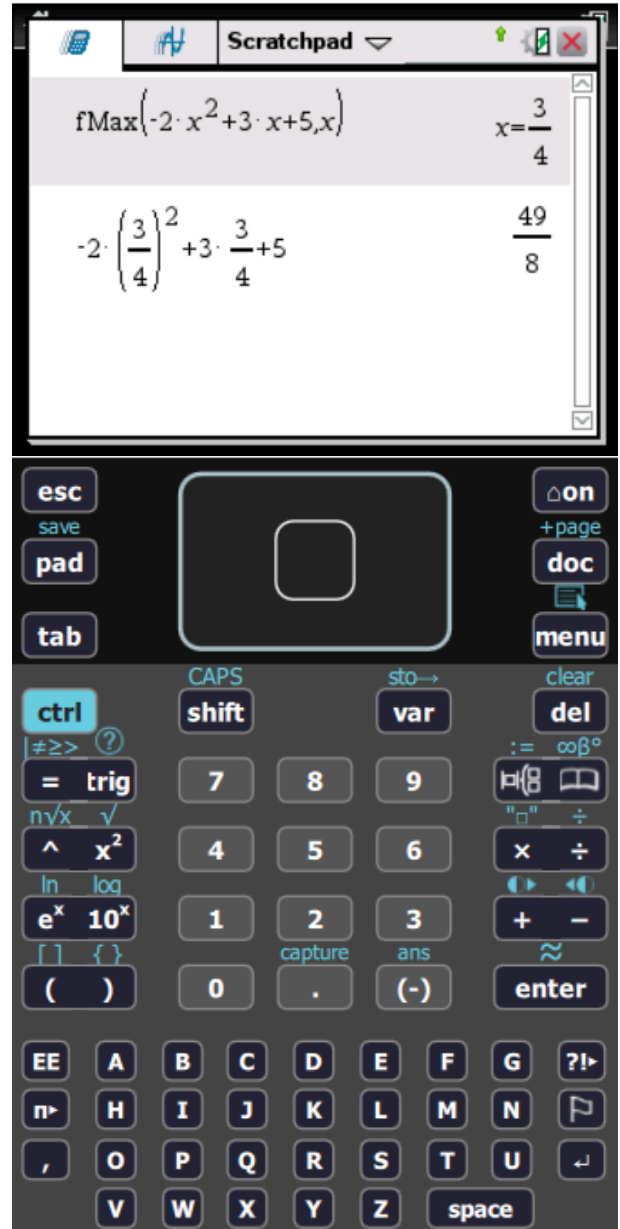 Scratchpad
fMax(-2·x²+3·x+5,x) x=3/4
-2·(3/4)²+3·3/4+5 49/8
esc ⌂on
save +page
pad doc
tab menu
CAPS sto→ clear
ctrl shift var del
|≠≥> ? := ∞β°
= trig 7 8 9
n√x √ "□" ÷
^ x² 4 5 6 × ÷
ln log
eˣ 10ˣ 1 2 3 + −
[ ] { } capture ans ≈
( ) 0 . (-) enter
EE A B C D E F G ?!▸
π▸ H I J K L M N
, O P Q R S T U ↵
V W X Y Z space